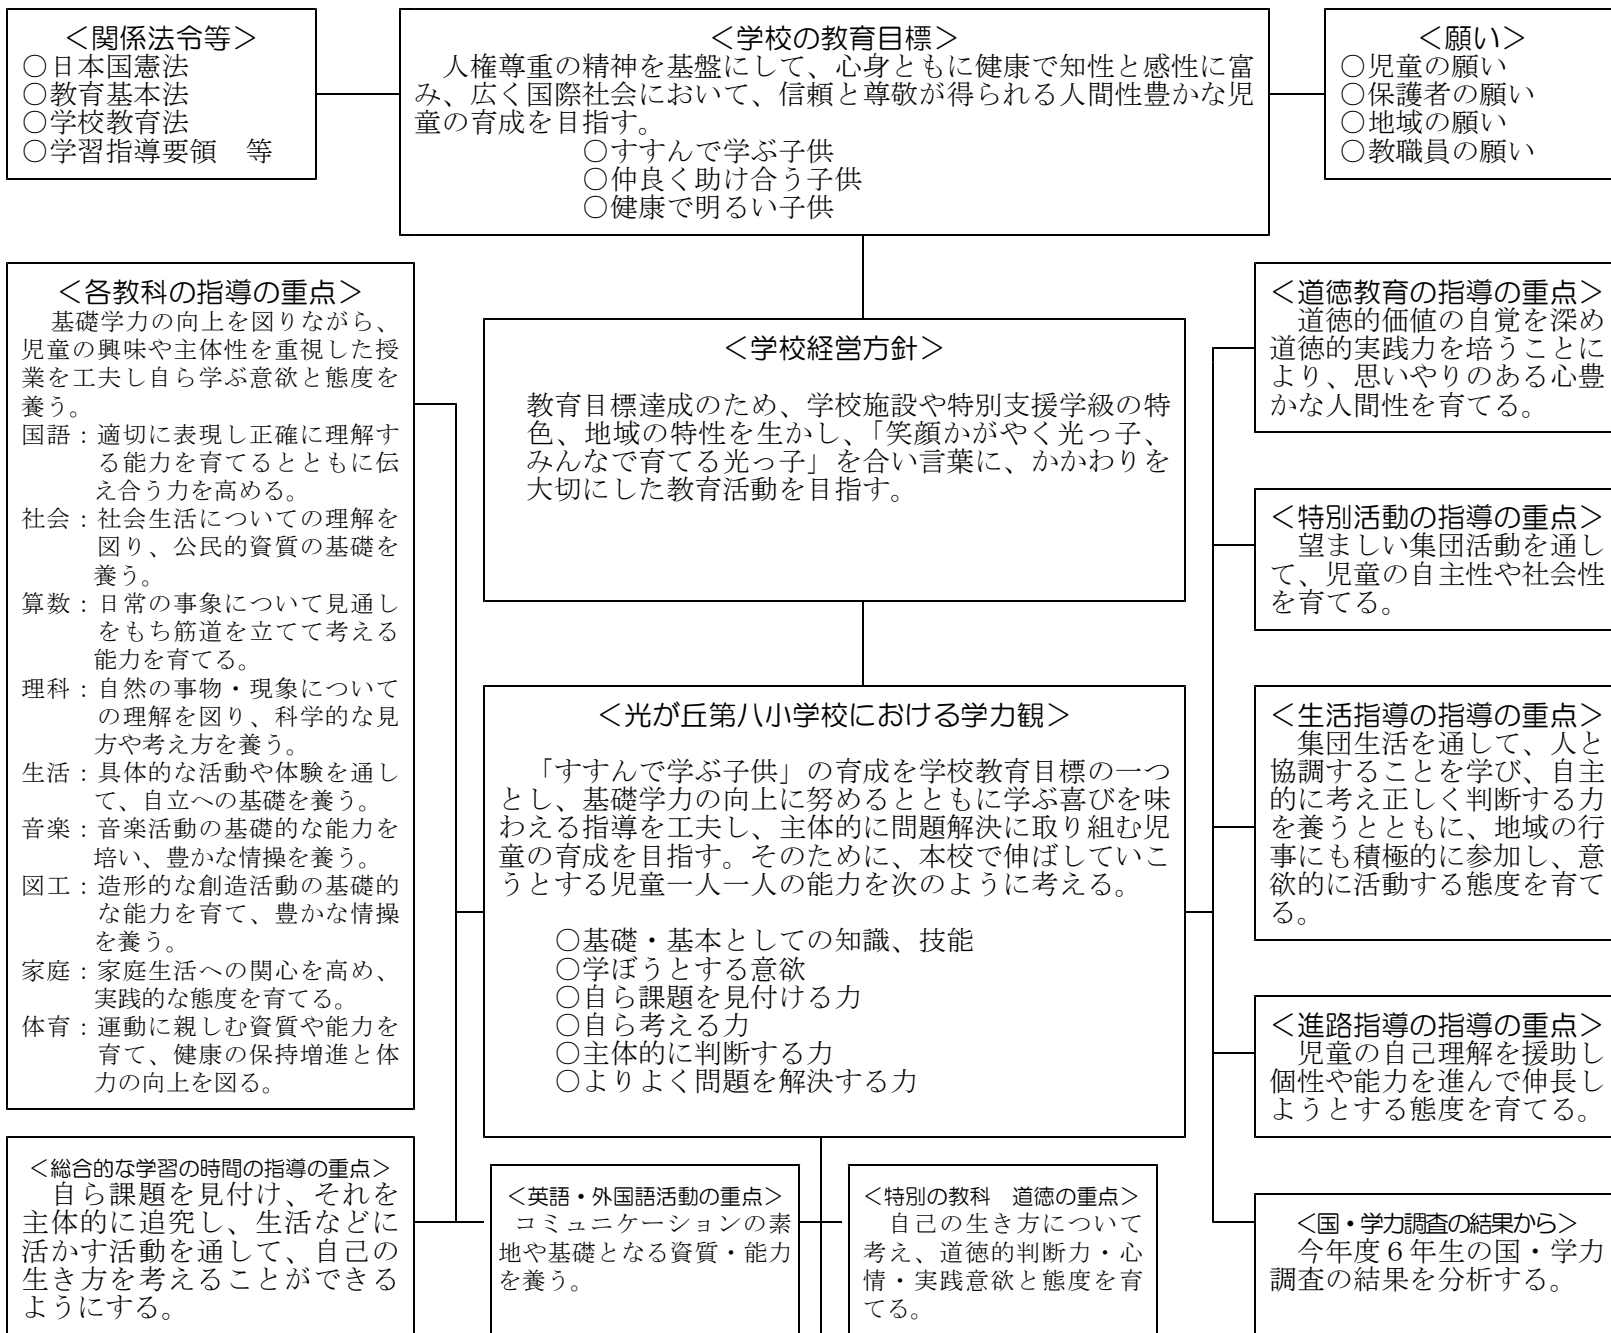 ＜関係法令等＞
○日本国憲法
○教育基本法
○学校教育法
○学習指導要領　等
＜学校の教育目標＞
人権尊重の精神を基盤にして、心身ともに健康で知性と感性に富
み、広く国際社会において、信頼と尊敬が得られる人間性豊かな児
童の育成を目指す。
○すすんで学ぶ子供
○仲良く助け合う子供
○健康で明るい子供
＜願い＞
○児童の願い
○保護者の願い
○地域の願い
○教職員の願い
＜各教科の指導の重点＞
基礎学力の向上を図りながら、
児童の興味や主体性を重視した授
業を工夫し自ら学ぶ意欲と態度を
養う。
国語：適切に表現し正確に理解す
る能力を育てるとともに伝
え合う力を高める。
社会：社会生活についての理解を
図り、公民的資質の基礎を
養う。
算数：日常の事象について見通し
をもち筋道を立てて考える
能力を育てる。
理科：自然の事物・現象について
の理解を図り、科学的な見
方や考え方を養う。
生活：具体的な活動や体験を通し
て、自立への基礎を養う。
音楽：音楽活動の基礎的な能力を
培い、豊かな情操を養う。
図工：造形的な創造活動の基礎的
な能力を育て、豊かな情操
を養う。
家庭：家庭生活への関心を高め、
実践的な態度を育てる。
体育：運動に親しむ資質や能力を
育て、健康の保持増進と体
力の向上を図る。
＜学校経営方針＞
教育目標達成のため、学校施設や特別支援学級の特
色、地域の特性を生かし、「笑顔かがやく光っ子、
みんなで育てる光っ子」を合い言葉に、かかわりを
大切にした教育活動を目指す。
＜光が丘第八小学校における学力観＞
「すすんで学ぶ子供」の育成を学校教育目標の一つ
とし、基礎学力の向上に努めるとともに学ぶ喜びを味
わえる指導を工夫し、主体的に問題解決に取り組む児
童の育成を目指す。そのために、本校で伸ばしていこ
うとする児童一人一人の能力を次のように考える。
○基礎・基本としての知識、技能
○学ぼうとする意欲
○自ら課題を見付ける力
○自ら考える力
○主体的に判断する力
○よりよく問題を解決する力
＜道徳教育の指導の重点＞
道徳的価値の自覚を深め
道徳的実践力を培うことに
より、思いやりのある心豊
かな人間性を育てる。
＜特別活動の指導の重点＞
望ましい集団活動を通し
て、児童の自主性や社会性
を育てる。
＜生活指導の指導の重点＞
集団生活を通して、人と
協調することを学び、自主
的に考え正しく判断する力
を養うとともに、地域の行
事にも積極的に参加し、意
欲的に活動する態度を育て
る。
＜進路指導の指導の重点＞
児童の自己理解を援助し
個性や能力を進んで伸長し
ようとする態度を育てる。
＜総合的な学習の時間の指導の重点＞
自ら課題を見付け、それを
主体的に追究し、生活などに
活かす活動を通して、自己の
生き方を考えることができる
ようにする。
＜英語・外国語活動の重点＞
コミュニケーションの素
地や基礎となる資質・能力
を養う。
＜特別の教科　道徳の重点＞
自己の生き方について
考え、道徳的判断力・心
情・実践意欲と態度を育
てる。
＜国・学力調査の結果から＞
今年度６年生の国・学力
調査の結果を分析する。